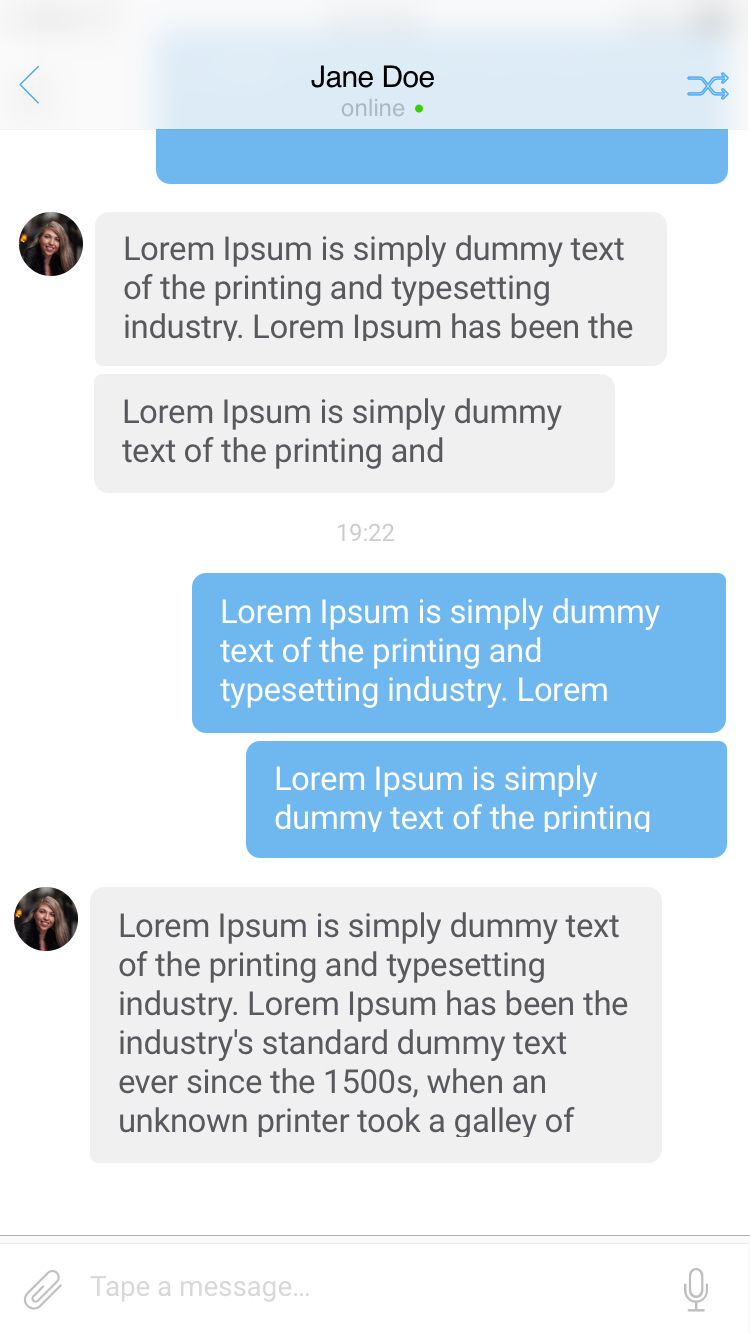 Jane Doe
online
Lorem Ipsum is simply dummy text
of the printing and typesetting
industry. Lorem Ipsum has been the
Lorem Ipsum is simply dummy
text of the printing and
19:22
Lorem Ipsum is simply dummy
text of the printing and
typesetting industry. Lorem
Lorem Ipsum is simply
dummy text of the printing
Lorem Ipsum is simply dummy text
of the printing and typesetting
industry. Lorem Ipsum has been the
industry's standard dummy text
ever since the 1500s, when an
unknown printer took a galley of
Tape a message...